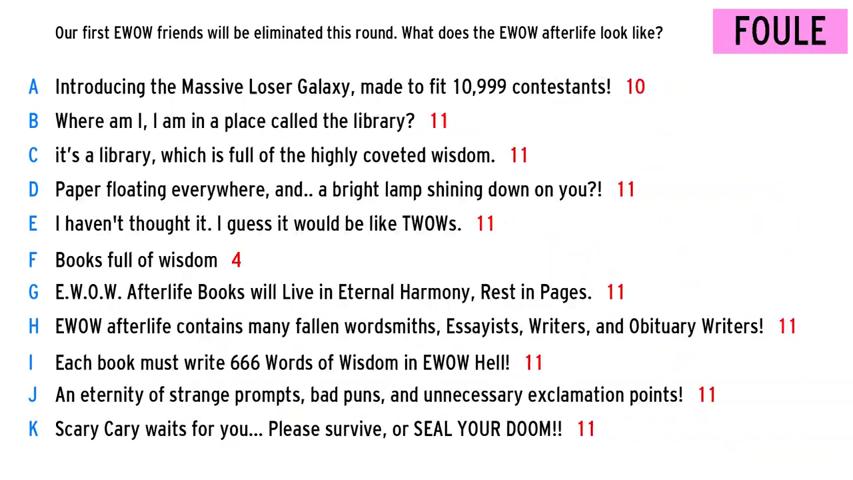 Our first EWOW friends will be eliminated this round. What does the EWOW afterlife look like?
FOULE
A Introducing the Massive Loser Galaxy, made to fit 10,999 contestants! 10
B Where am I, I am in a place called the library? 11
C it's a library, which is full of the highly coveted wisdom. 11
D Paper floating everywhere, and.. a bright lamp shining down on you?! 11
E I haven't thought it. I guess it would be like TWOWs. 11
F Books full of wisdom 4
G E.W.O.W. Afterlife Books will Live in Eternal Harmony, Rest in Pages. 11
H EWOW afterlife contains many fallen wordsmiths, Essayists, Writers, and Obituary Writers! 11
I Each book must write 666 Words of Wisdom in EWOW Hell! 11
J An eternity of strange prompts, bad puns, and unnecessary exclamation points! 11
K Scary Cary waits for you... Please survive, or SEAL YOUR DOOM!! 11